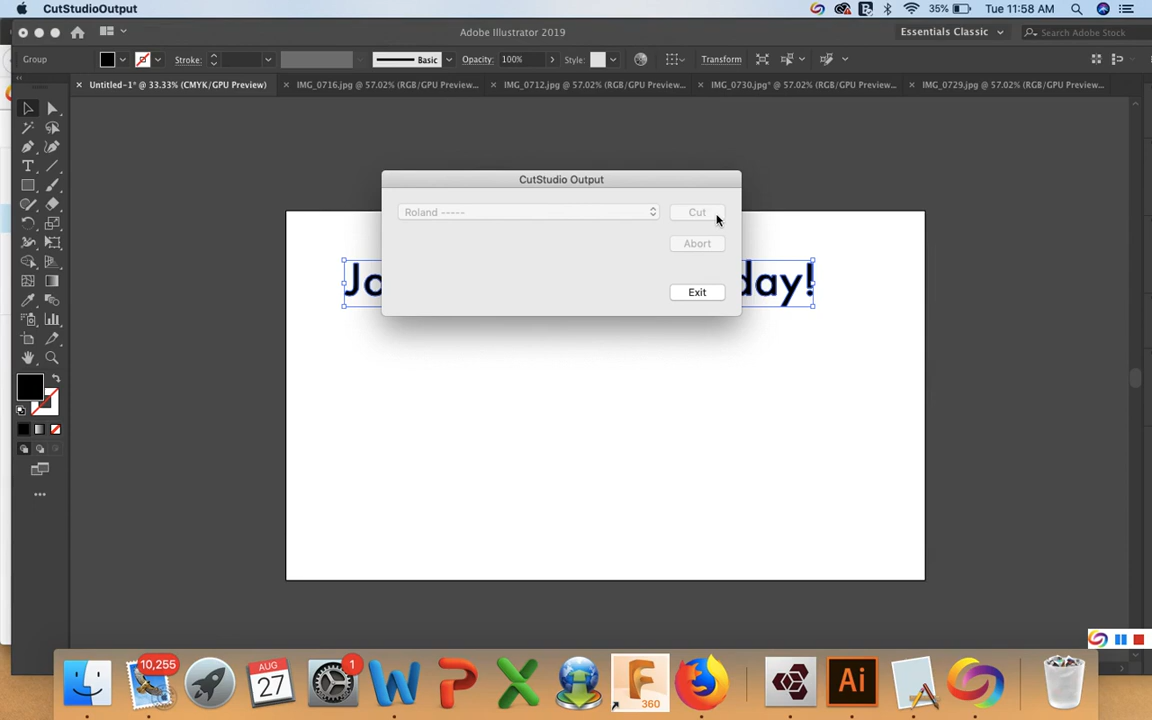 CutStudioOutput
35%
Tue 11:58 AM
Adobe Illustrator 2019
Essentials Classic
Search Adobe Stock
Group
Stroke:
Basic
Opacity:
100%
Style:
Transform
Untitled-1* @ 33.33% (CMYK/GPU Preview)
IMG_0716.jpg @ 57.02% (RGB/GPU Preview...
IMG_0712.jpg @ 57.02% (RGB/GPU Preview...
IMG_0730.jpg* @ 57.02% (RGB/GPU Preview...
IMG_0729.jpg @ 57.02% (RGB/GPU Preview...
CutStudio Output
Roland -----
Cut
Abort
Exit
Jo
day!
10,255
AUG
27
1
360
Ai